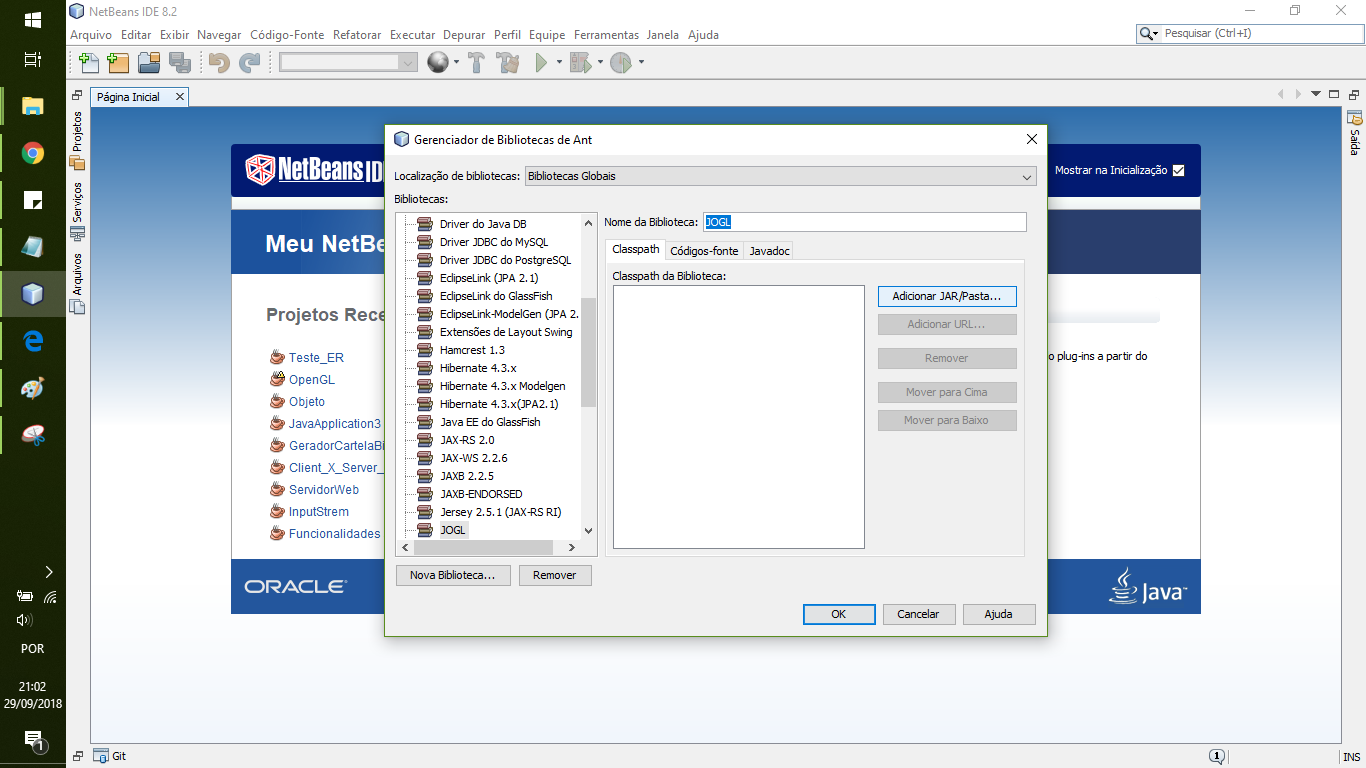 NetBeans IDE 8.2
Arquivo Editar Exibir Navegar Código-Fonte Refatorar Executar Depurar Perfil Equipe Ferramentas Janela Ajuda
Pesquisar (Ctrl+I)
Página Inicial
Projetos
Serviços
Arquivos
Saída
NetBeans IDE
Mostrar na Inicialização
Meu NetBe
Projetos Rece
Teste_ER
OpenGL
Objeto
JavaApplication3
GeradorCartelaBi
Client_X_Server_
ServidorWeb
InputStrem
Funcionalidades
o plug-ins a partir do
ORACLE
Java
Gerenciador de Bibliotecas de Ant
Localização de bibliotecas: Bibliotecas Globais
Bibliotecas:
Driver do Java DB
Driver JDBC do MySQL
Driver JDBC do PostgreSQL
EclipseLink (JPA 2.1)
EclipseLink do GlassFish
EclipseLink-ModelGen (JPA 2.
Extensões de Layout Swing
Hamcrest 1.3
Hibernate 4.3.x
Hibernate 4.3.x Modelgen
Hibernate 4.3.x(JPA2.1)
Java EE do GlassFish
JAX-RS 2.0
JAX-WS 2.2.6
JAXB 2.2.5
JAXB-ENDORSED
Jersey 2.5.1 (JAX-RS RI)
JOGL
Nova Biblioteca...
Remover
Nome da Biblioteca: JOGL
Classpath Códigos-fonte Javadoc
Classpath da Biblioteca:
Adicionar JAR/Pasta...
Adicionar URL...
Remover
Mover para Cima
Mover para Baixo
OK
Cancelar
Ajuda
POR
21:02
29/09/2018
1
Git
1
INS